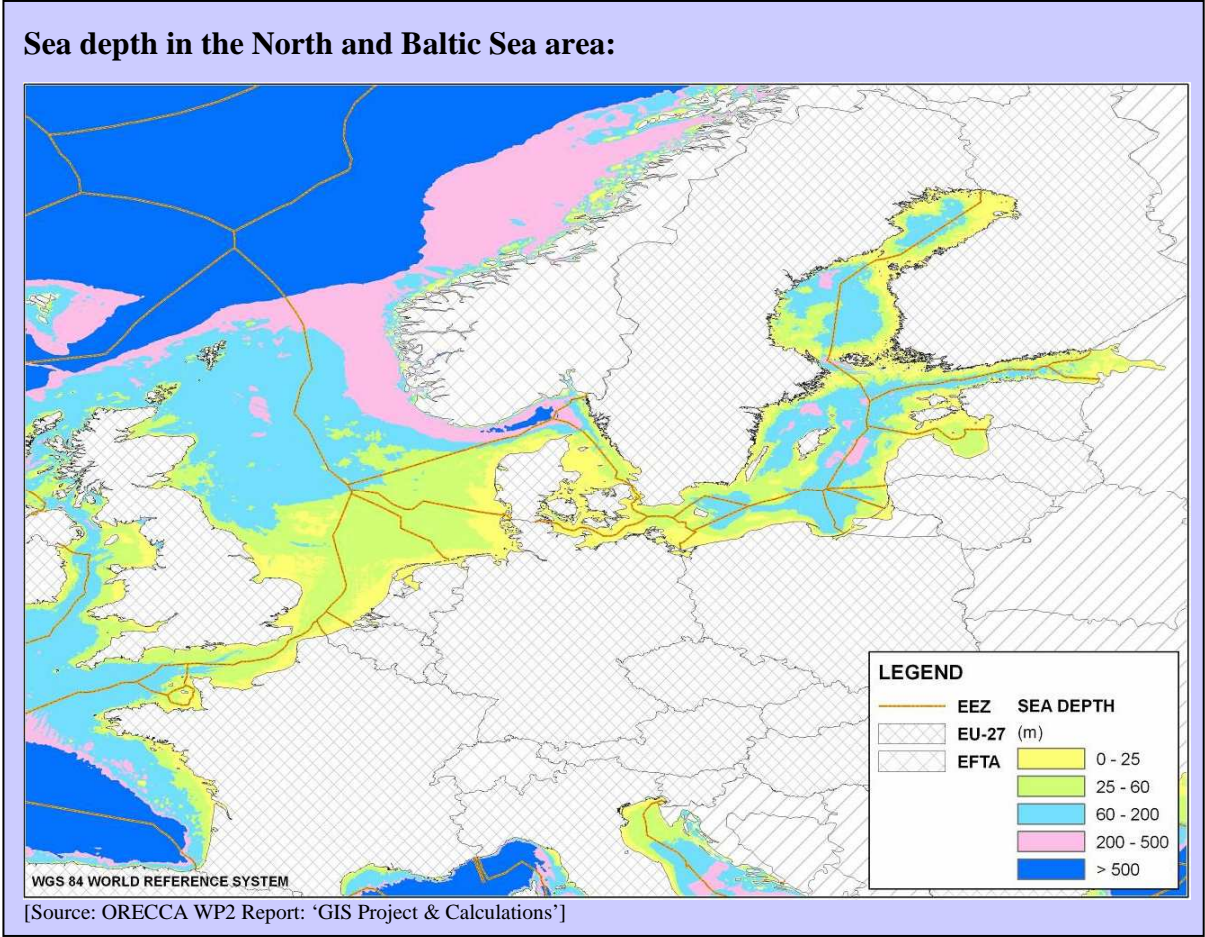 Sea depth in the North and Baltic Sea area:
LEGEND
EEZ SEA DEPTH
EU-27 (m)
EFTA
0 - 25
25 - 60
60 - 200
200 - 500
> 500
WGS 84 WORLD REFERENCE SYSTEM
[Source: ORECCA WP2 Report: ‘GIS Project & Calculations’]